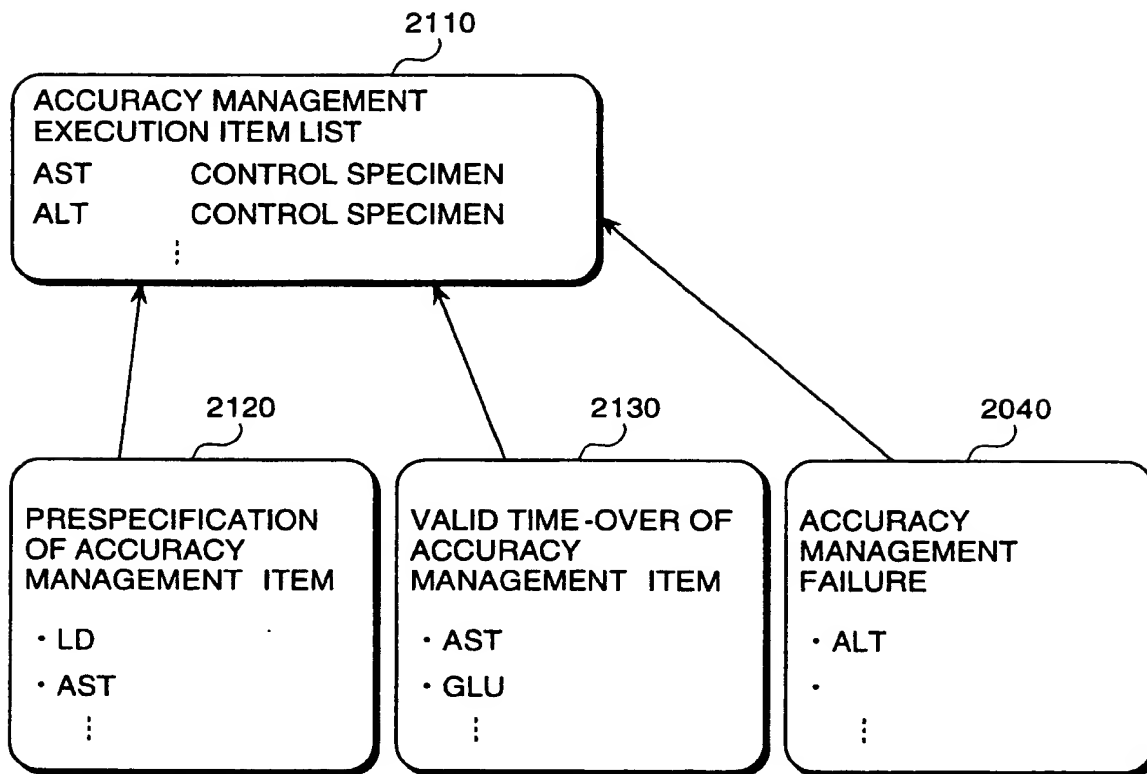 2110
ACCURACY MANAGEMENT
EXECUTION ITEM LIST
AST CONTROL SPECIMEN
ALT CONTROL SPECIMEN
2120
PRESPECIFICATION
OF ACCURACY
MANAGEMENT ITEM
· LD
· AST
2130
VALID TIME-OVER OF
ACCURACY
MANAGEMENT ITEM
· AST
· GLU
2040
ACCURACY
MANAGEMENT
FAILURE
· ALT
·